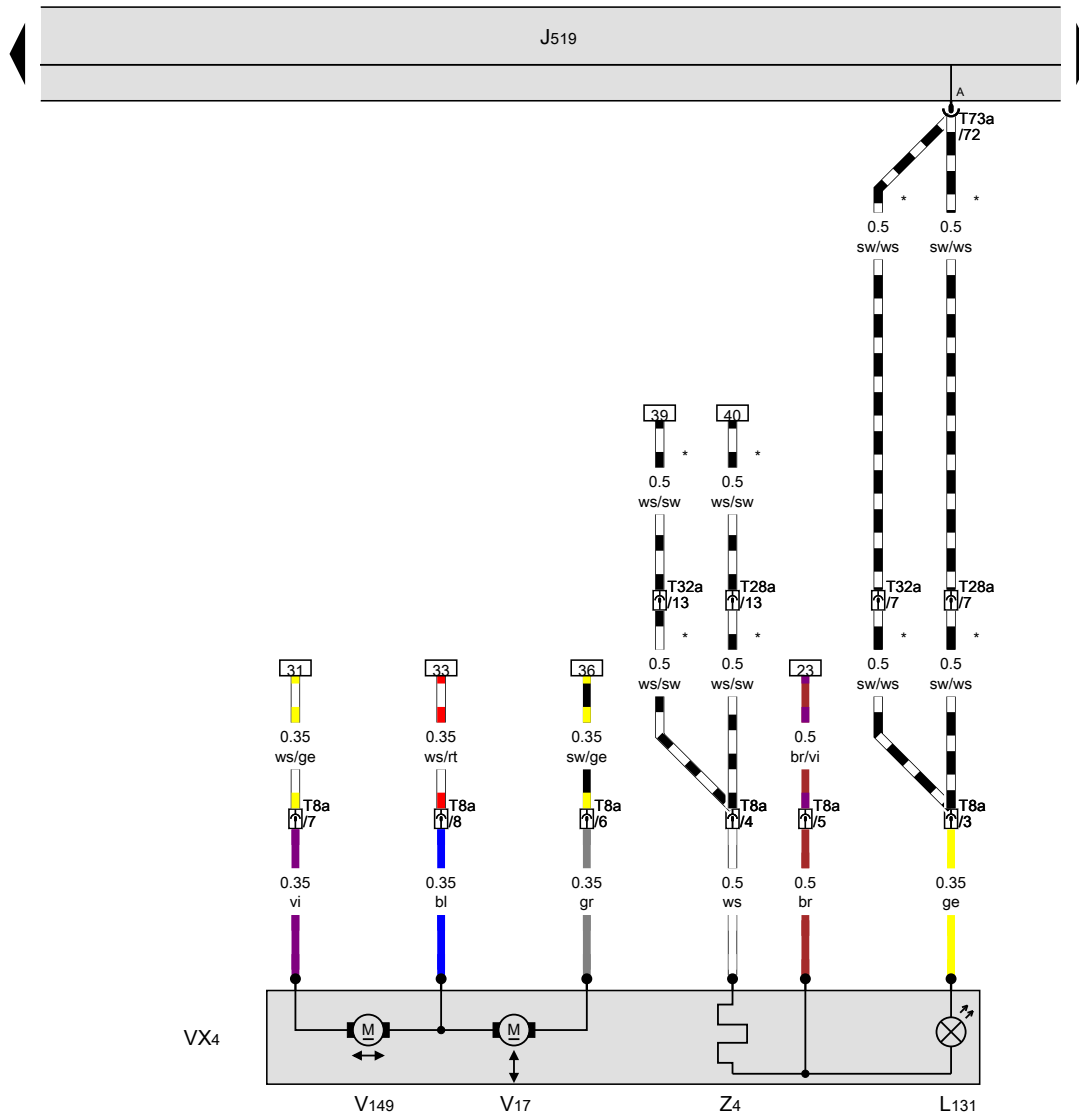 J519
A
T73a
/72
* *
0.5 0.5
sw/ws sw/ws
39 40
* *
0.5 0.5
ws/sw ws/sw
T32a T28a T32a T28a
/13 /13 /7 /7
* * * *
31 33 36 0.5 0.5 23 0.5 0.5
ws/sw ws/sw sw/ws sw/ws
0.35 0.35 0.35 0.5
ws/ge ws/rt sw/ge br/vi
T8a T8a T8a T8a T8a T8a
/7 /8 /6 /4 /5 /3
0.35 0.35 0.35 0.5 0.5 0.35
vi bl gr ws br ge
M M
VX4
V149 V17 Z4 L131